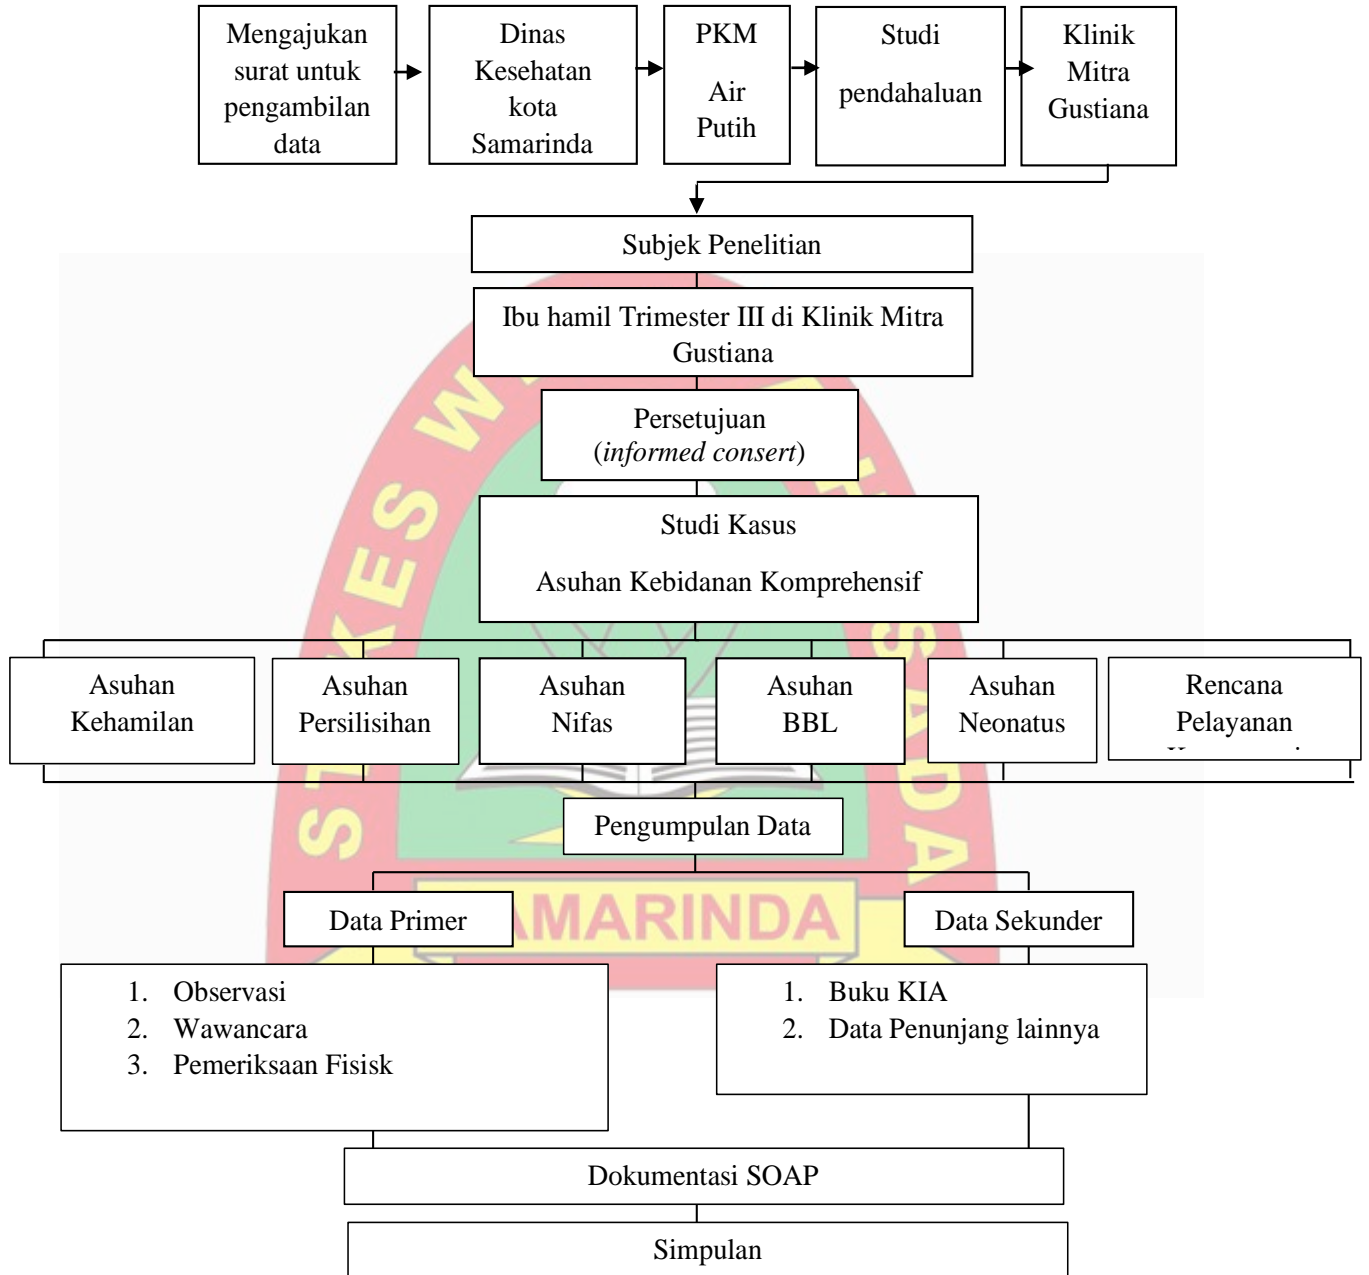 Mengajukan
surat untuk
pengambilan
data
Dinas
Kesehatan
kota
Samarinda
PKM
Air
Putih
Studi
pendahaluan
Klinik
Mitra
Gustiana
Subjek Penelitian
Ibu hamil Trimester III di Klinik Mitra
Gustiana
Persetujuan
(informed consert)
Studi Kasus
Asuhan Kebidanan Komprehensif
Asuhan
Kehamilan
Asuhan
Persilisihan
Asuhan
Nifas
Asuhan
BBL
Asuhan
Neonatus
Rencana
Pelayanan
Pengumpulan Data
Data Primer
Data Sekunder
1. Observasi
2. Wawancara
3. Pemeriksaan Fisisk
1. Buku KIA
2. Data Penunjang lainnya
Dokumentasi SOAP
Simpulan
STIKES W
H
SADA
AMARINDA